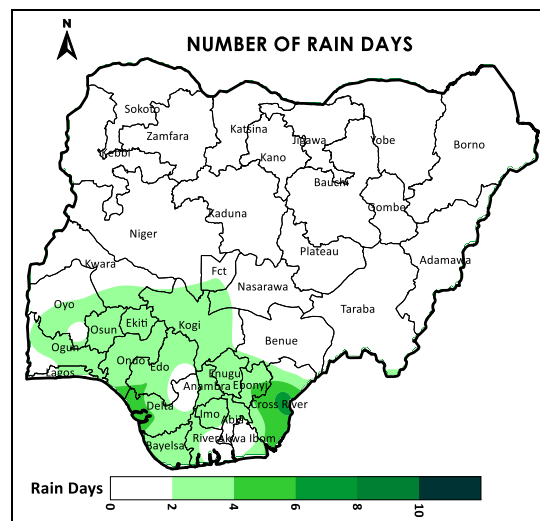 N
NUMBER OF RAIN DAYS
Sokoto
Zamfara
Katsina
Kano
Jigawa
Yobe
Borno
Kebbi
Bauchi
Gombe
Kaduna
Niger
Plateau
Adamawa
Kwara
Fct
Nasarawa
Taraba
Oyo
Osun
Ekiti
Kogi
Benue
Ogun
Ondo
Edo
Enugu
Lagos
Anambra
Ebonyi
Delta
Imo
Abia
Cross River
Bayelsa
Rivers
Akwa Ibom
Rain Days
0
2
4
6
8
10